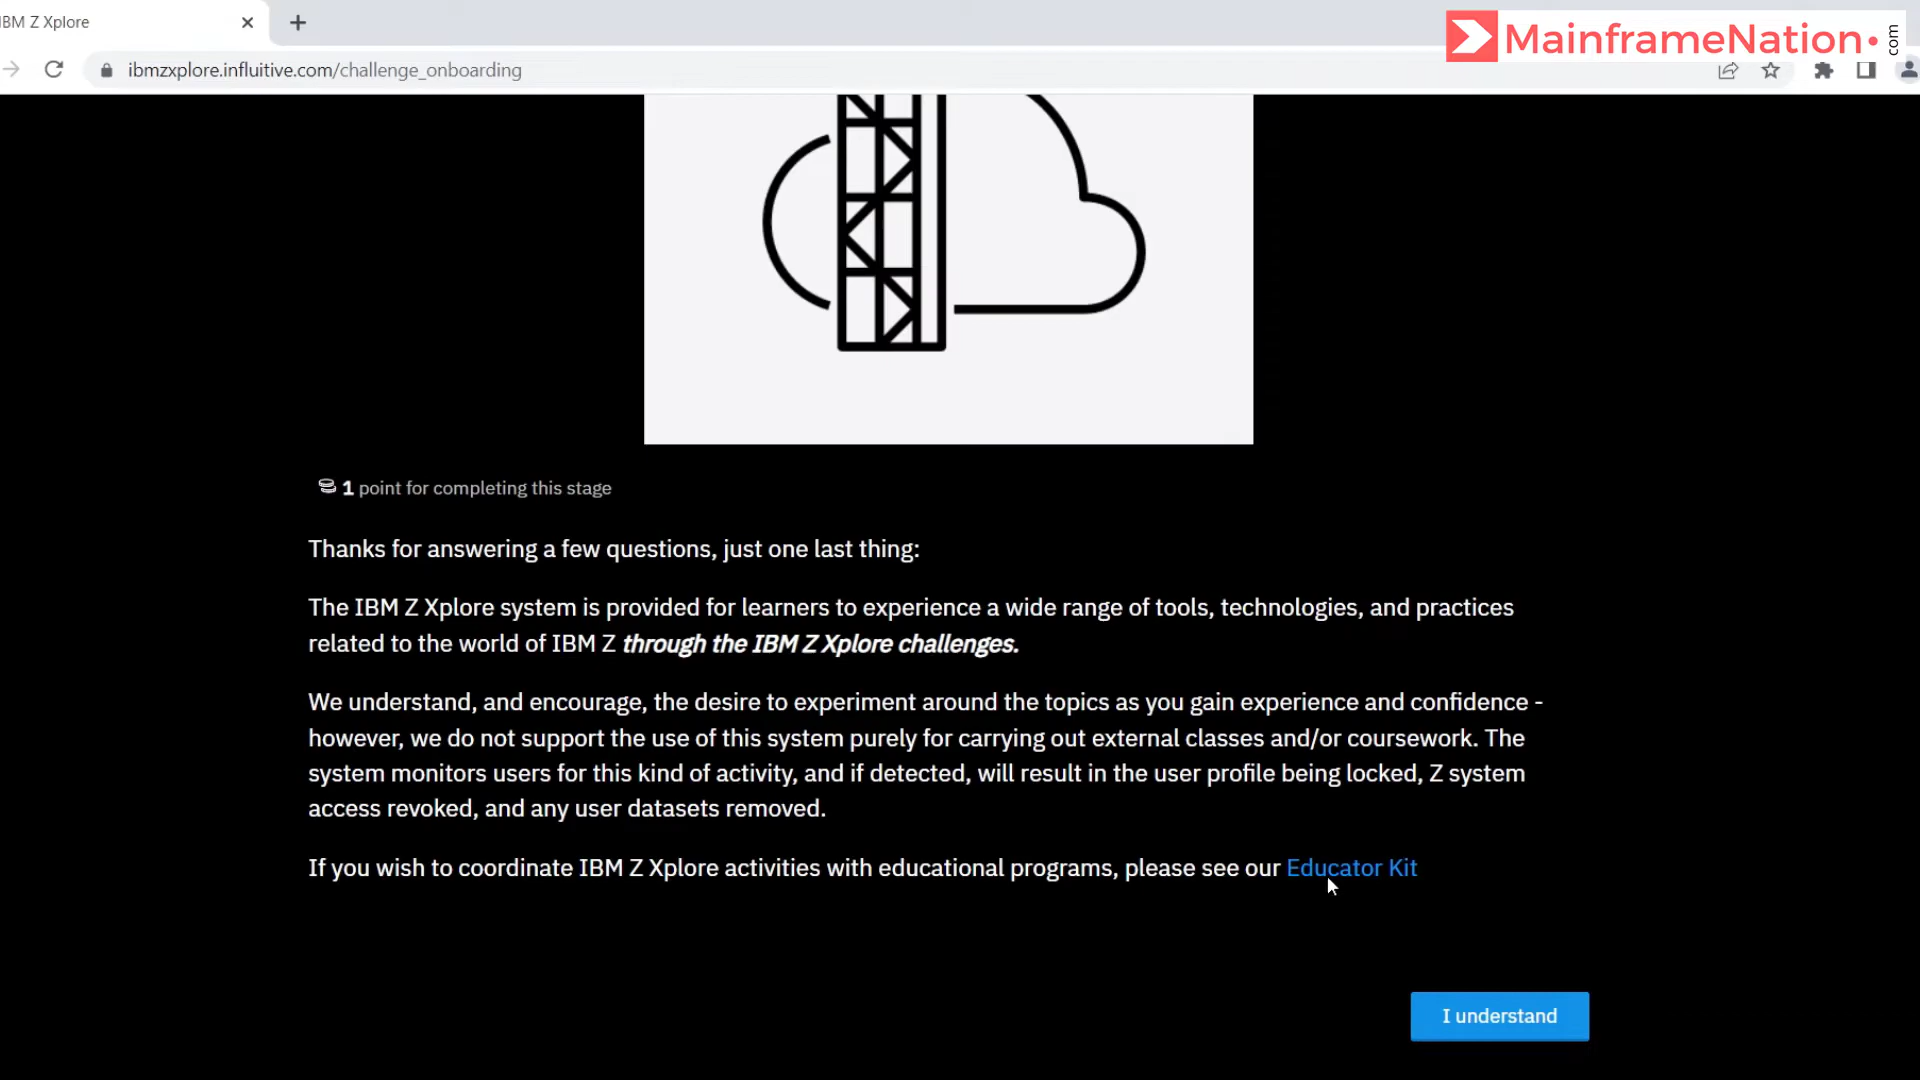 IBM Z Xplore
MainframeNation.com
ibmzxplore.influitive.com/challenge_onboarding
1 point for completing this stage
Thanks for answering a few questions, just one last thing:
The IBM Z Xplore system is provided for learners to experience a wide range of tools, technologies, and practices
related to the world of IBM Z through the IBM Z Xplore challenges.
We understand, and encourage, the desire to experiment around the topics as you gain experience and confidence -
however, we do not support the use of this system purely for carrying out external classes and/or coursework. The
system monitors users for this kind of activity, and if detected, will result in the user profile being locked, Z system
access revoked, and any user datasets removed.
If you wish to coordinate IBM Z Xplore activities with educational programs, please see our Educator Kit
I understand